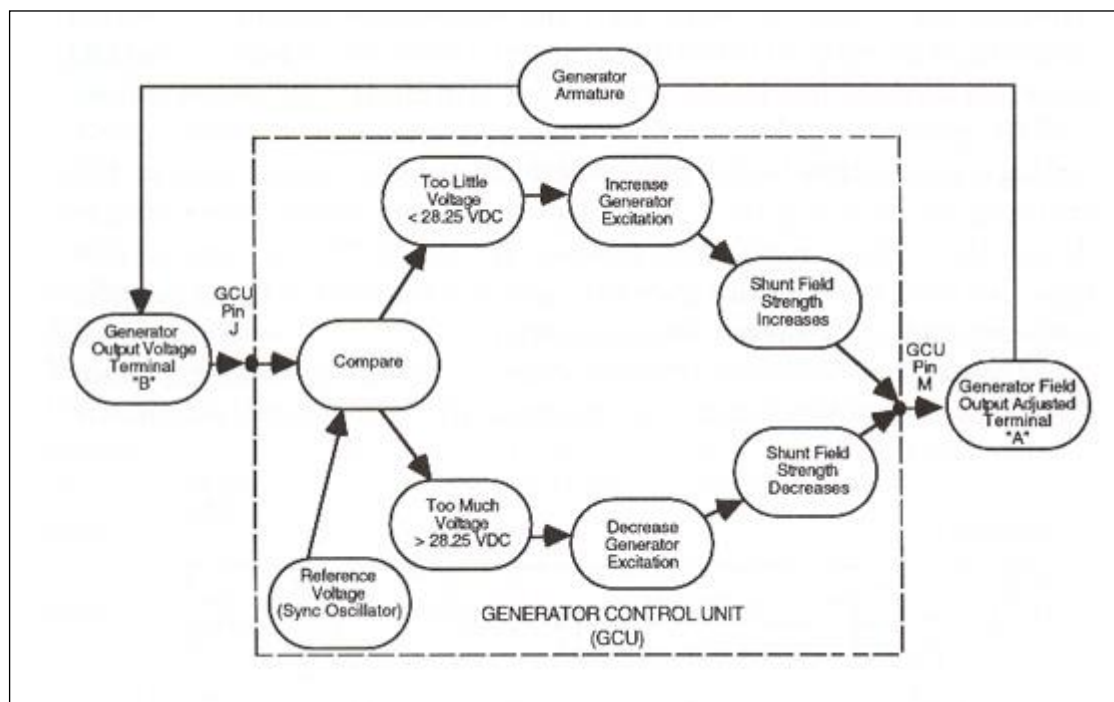 Generator
Armature
Too Little
Voltage
< 28.25 VDC
Increase
Generator
Excitation
Shunt Field
Strength
Increases
GCU
Pin
J
Generator
Output Voltage
Terminal
"B"
Compare
GCU
Pin
M
Generator Field
Output Adjusted
Terminal
"A"
Shunt Field
Strength
Decreases
Too Much
Voltage
> 28.25 VDC
Decrease
Generator
Excitation
Reference
Voltage
(Sync Oscillator)
GENERATOR CONTROL UNIT
(GCU)